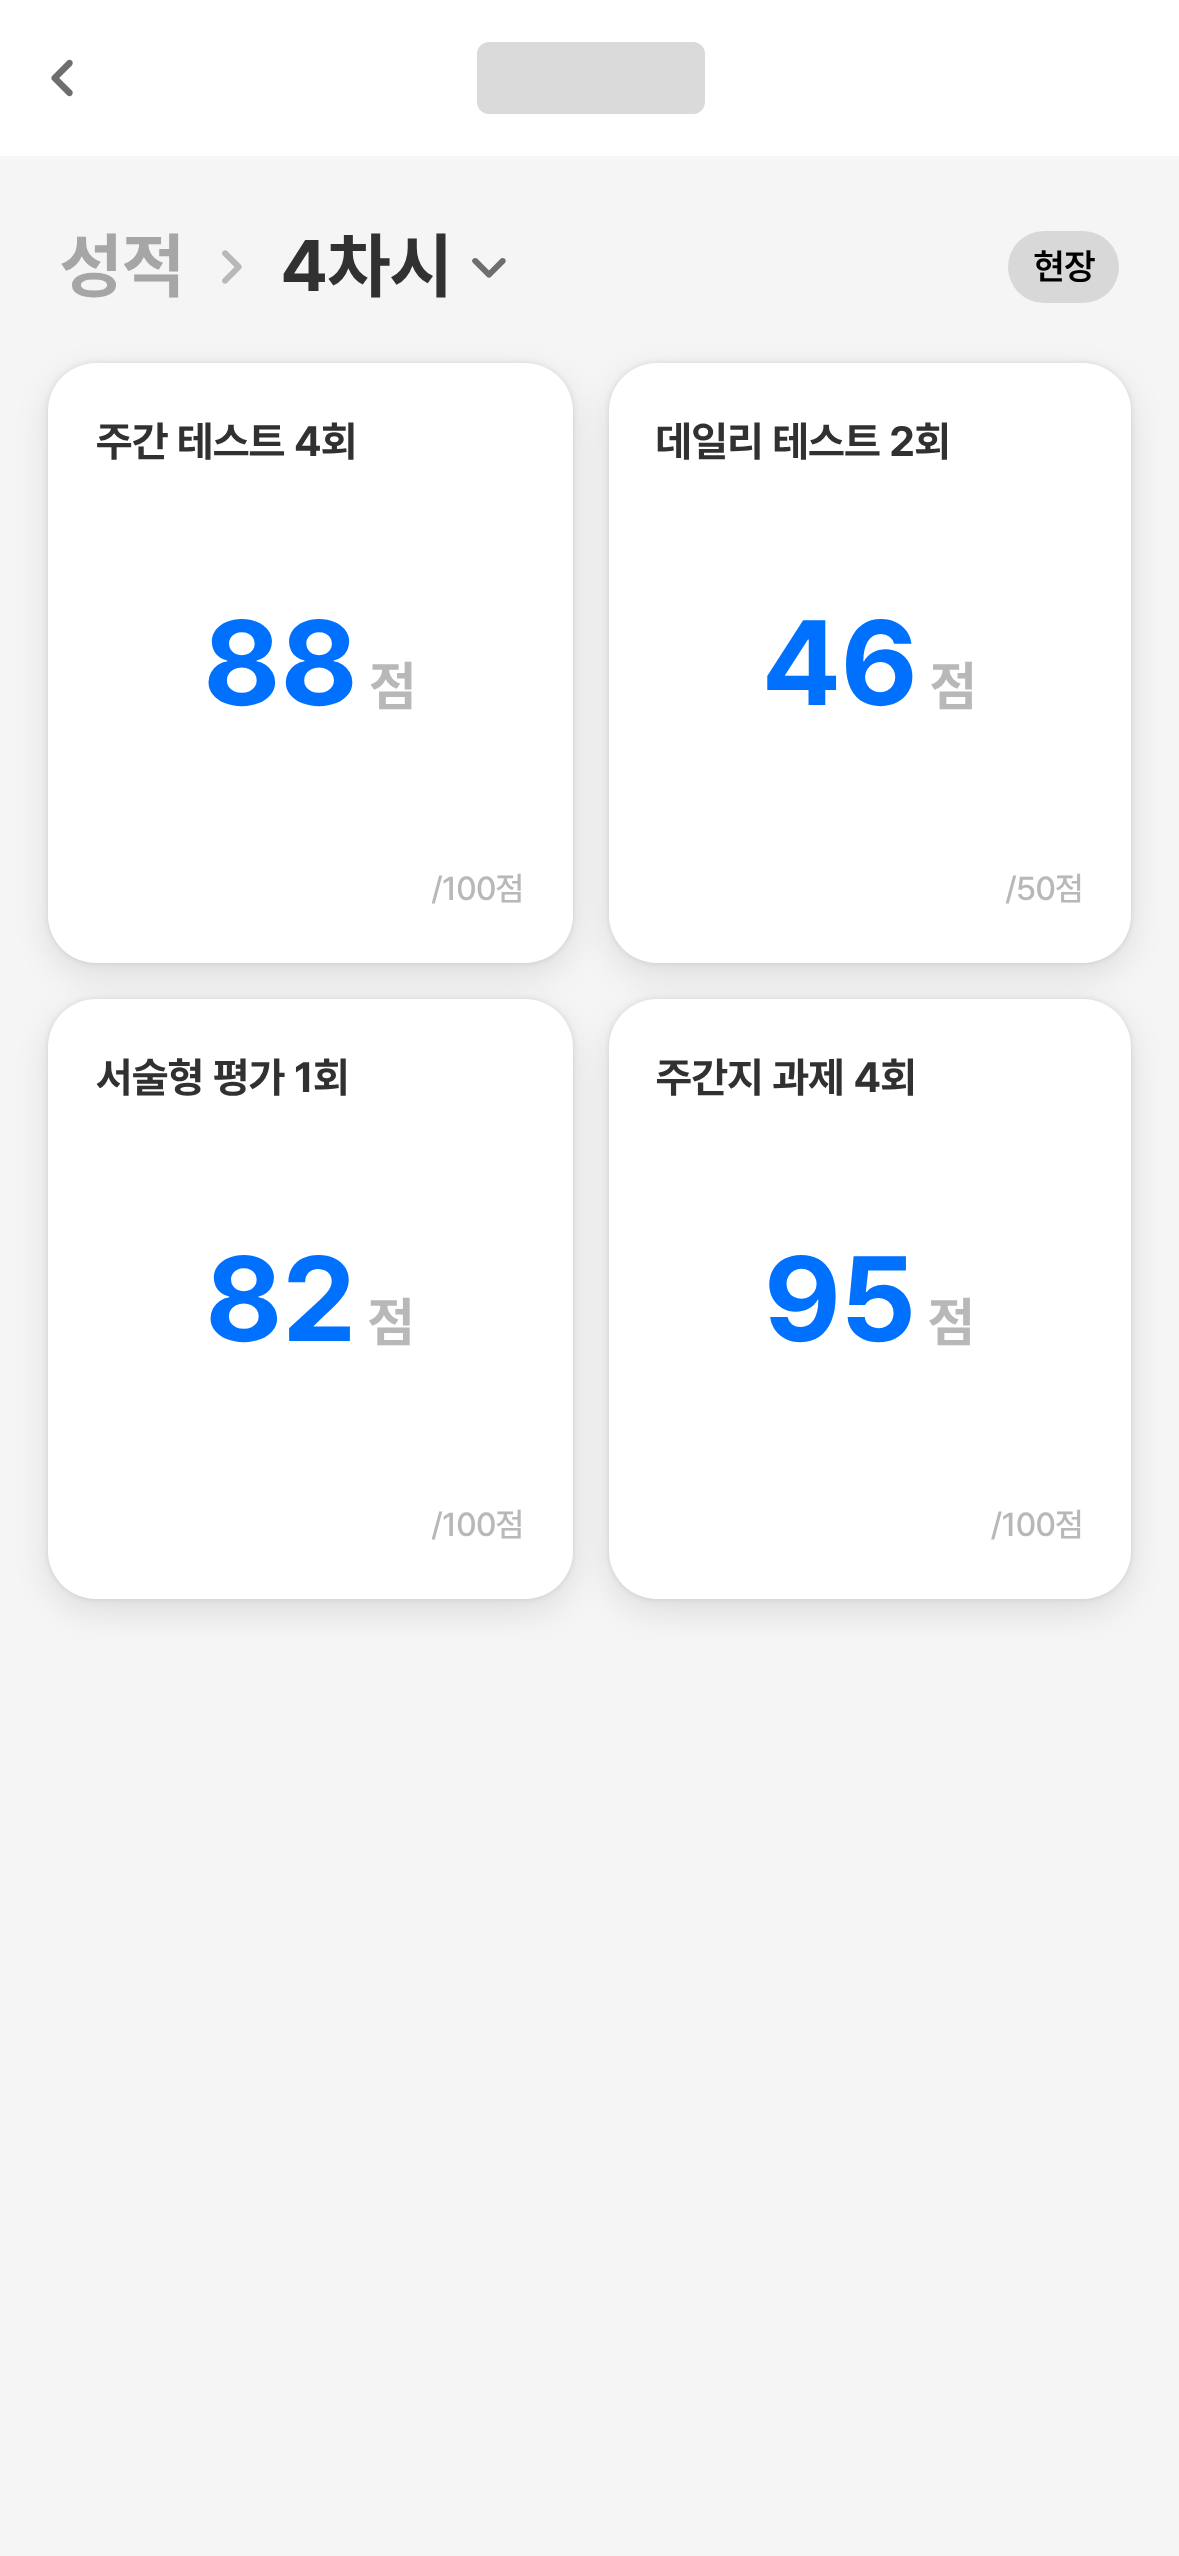 성적 > 4차시
현장
주간 테스트 4회
88 점
/100점
데일리 테스트 2회
46 점
/50점
서술형 평가 1회
82 점
/100점
주간지 과제 4회
95 점
/100점